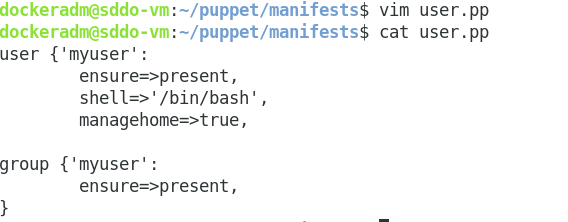 dockeradm@sddo-vm:~/puppet/manifests$ vim user.pp
dockeradm@sddo-vm:~/puppet/manifests$ cat user.pp
user {'myuser':
        ensure=>present,
        shell=>'/bin/bash',
        managehome=>true,

group {'myuser':
        ensure=>present,
}